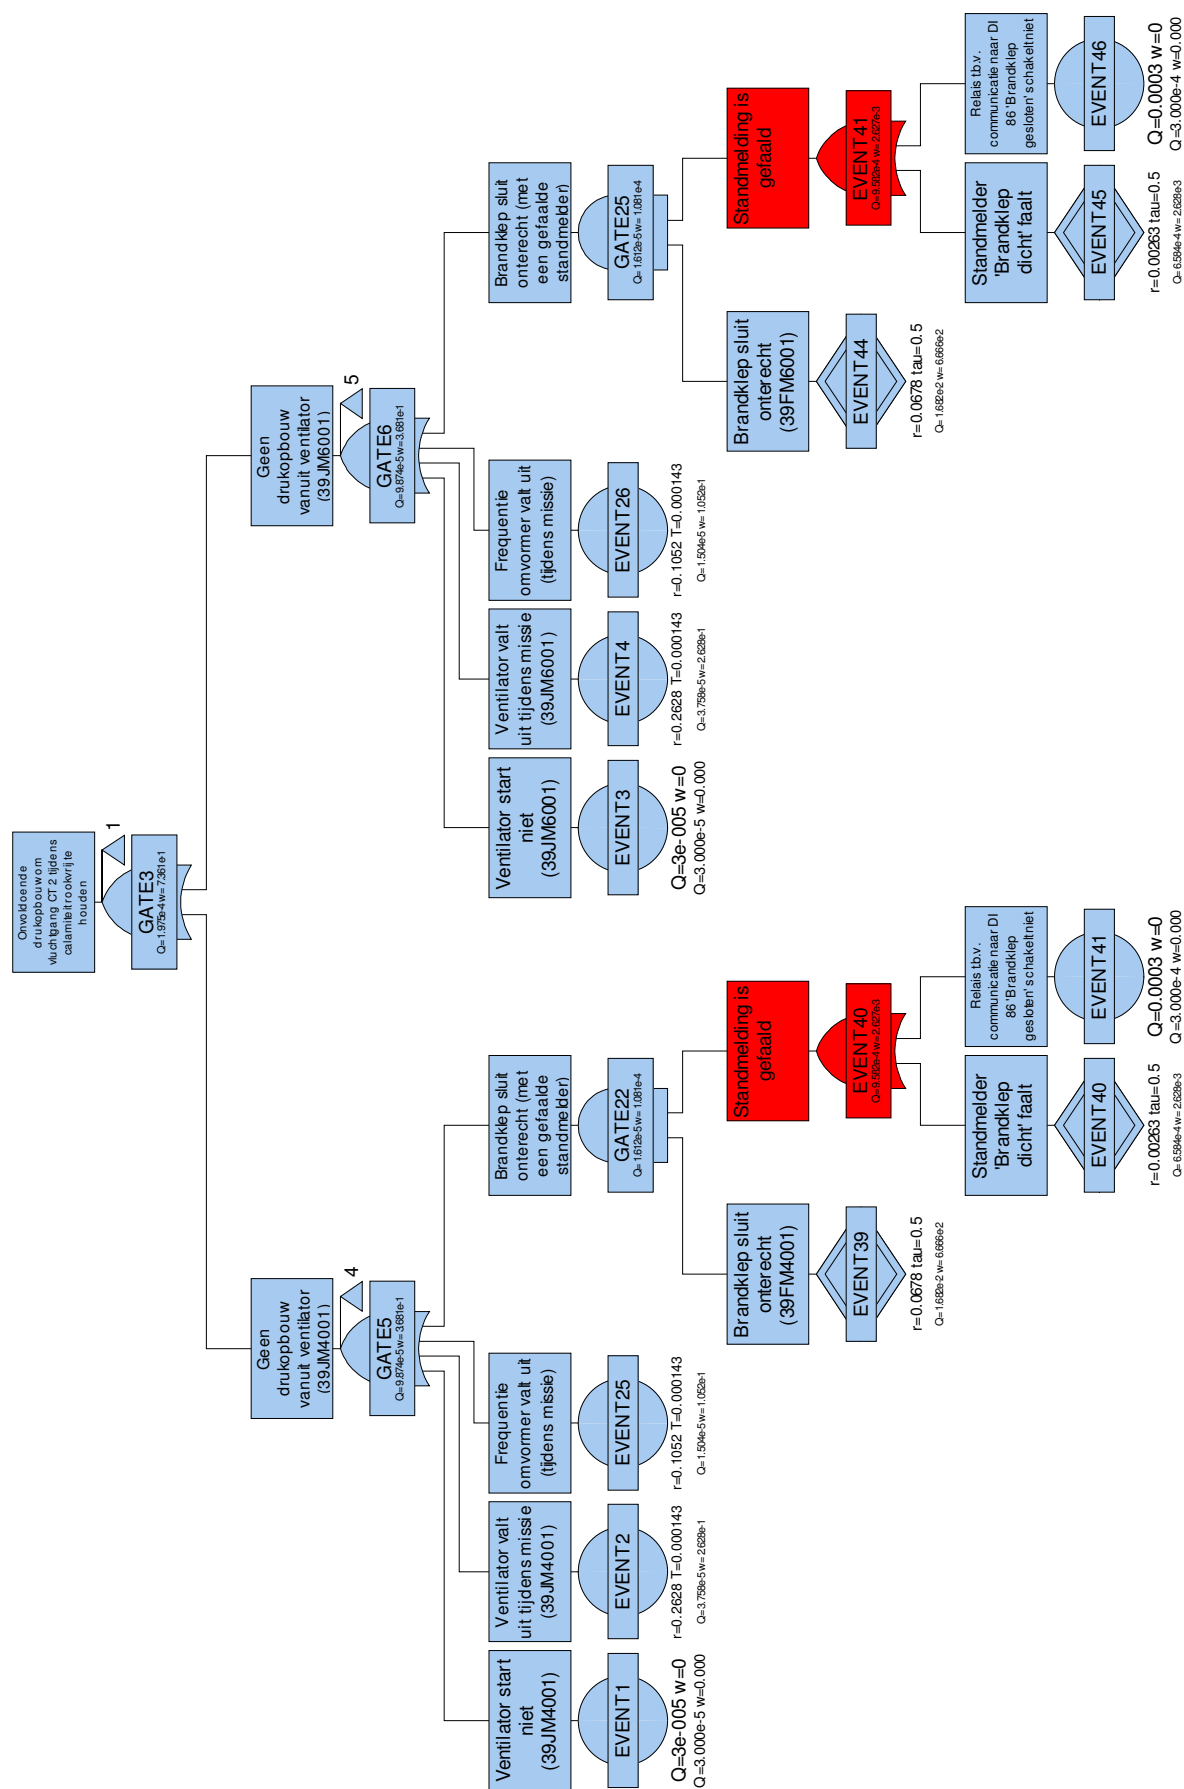 Onvoldoende
drukopbouw om
vluchtgang CT 2 tijdens
calamiteit rookvrij te
houden
1
GATE3
Q=1.975e-4 w=7.361e-1
Geen
drukopbouw
vanuit ventilator
(39JM4001)
4
GATE5
Q=9.874e-5 w=3.681e-1
Geen
drukopbouw
vanuit ventilator
(39JM6001)
5
GATE6
Q=9.874e-5 w=3.681e-1
Ventilator start
niet
(39JM4001)
EVENT1
Q=3e-005 w=0
Q=3.000e-5 w=0.000
Ventilator valt
uit tijdens missie
(39JM4001)
EVENT2
r=0.2628 T=0.000143
Q=3.758e-5 w=2.628e-1
Frequentie
omvormer valt uit
(tijdens missie)
EVENT25
r=0.1052 T=0.000143
Q=1.504e-5 w=1.052e-1
Brandklep sluit
onterecht (met
een gefaalde
standmelder)
GATE22
Q=1.612e-5 w=1.081e-4
Ventilator start
niet
(39JM6001)
EVENT3
Q=3e-005 w=0
Q=3.000e-5 w=0.000
Ventilator valt
uit tijdens missie
(39JM6001)
EVENT4
r=0.2628 T=0.000143
Q=3.758e-5 w=2.628e-1
Frequentie
omvormer valt uit
(tijdens missie)
EVENT26
r=0.1052 T=0.000143
Q=1.504e-5 w=1.052e-1
Brandklep sluit
onterecht (met
een gefaalde
standmelder)
GATE25
Q=1.612e-5 w=1.081e-4
Brandklep sluit
onterecht
(39FM4001)
EVENT39
r=0.0678 tau=0.5
Q=1.682e-2 w=6.666e-2
Standmelding is
gefaald
EVENT40
Q=9.582e-4 w=2.627e-3
Brandklep sluit
onterecht
(39FM6001)
EVENT44
r=0.0678 tau=0.5
Q=1.682e-2 w=6.666e-2
Standmelding is
gefaald
EVENT41
Q=9.582e-4 w=2.627e-3
Standmelder
'Brandklep
dicht' faalt
EVENT40
r=0.00263 tau=0.5
Q=6.584e-4 w=2.628e-3
Relais t.b.v.
communicatie naar DI
86 'Brandklep
gesloten' schakelt niet
EVENT41
Q=0.0003 w=0
Q=3.000e-4 w=0.000
Standmelder
'Brandklep
dicht' faalt
EVENT45
r=0.00263 tau=0.5
Q=6.584e-4 w=2.628e-3
Relais t.b.v.
communicatie naar DI
86 'Brandklep
gesloten' schakelt niet
EVENT46
Q=0.0003 w=0
Q=3.000e-4 w=0.000